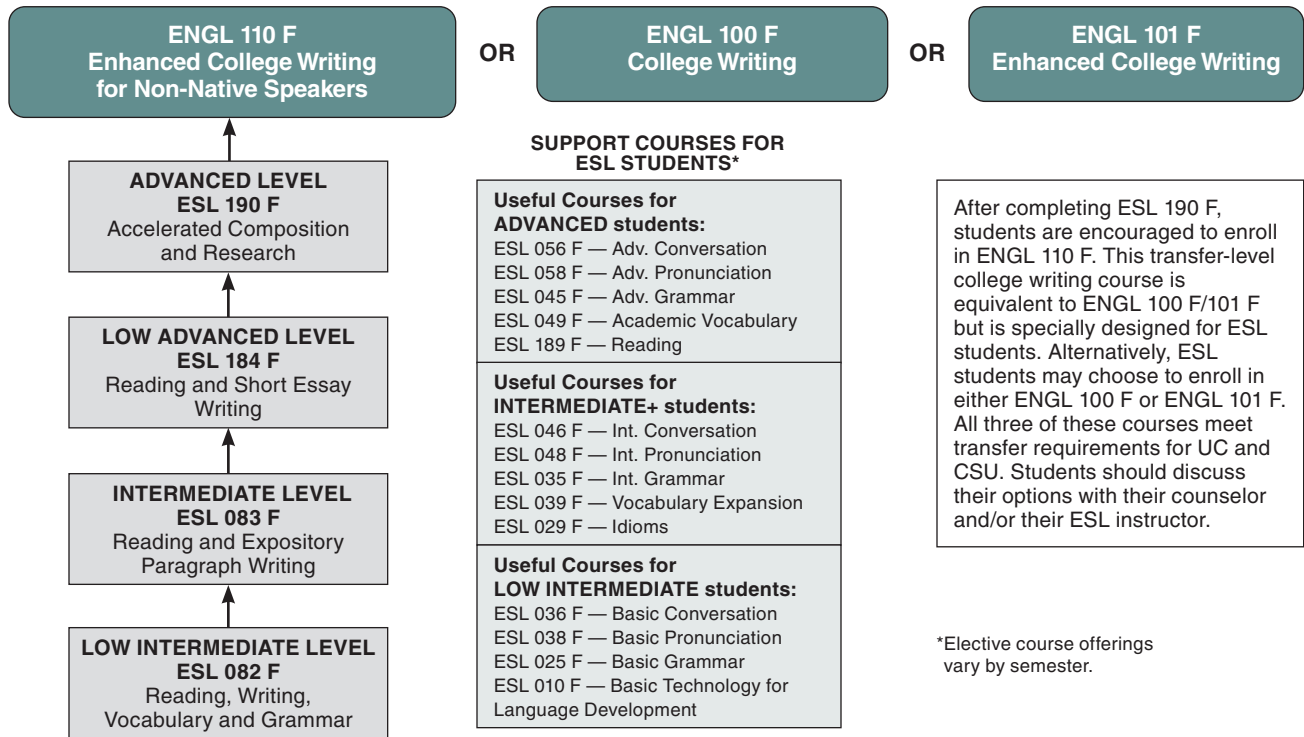 ENGL 110 F
Enhanced College Writing
for Non-Native Speakers
OR
ENGL 100 F
College Writing
OR
ENGL 101 F
Enhanced College Writing
ADVANCED LEVEL
ESL 190 F
Accelerated Composition
and Research
LOW ADVANCED LEVEL
ESL 184 F
Reading and Short Essay
Writing
INTERMEDIATE LEVEL
ESL 083 F
Reading and Expository
Paragraph Writing
LOW INTERMEDIATE LEVEL
ESL 082 F
Reading, Writing,
Vocabulary and Grammar
SUPPORT COURSES FOR
ESL STUDENTS*
Useful Courses for
ADVANCED students:
ESL 056 F — Adv. Conversation
ESL 058 F — Adv. Pronunciation
ESL 045 F — Adv. Grammar
ESL 049 F — Academic Vocabulary
ESL 189 F — Reading
Useful Courses for
INTERMEDIATE+ students:
ESL 046 F — Int. Conversation
ESL 048 F — Int. Pronunciation
ESL 035 F — Int. Grammar
ESL 039 F — Vocabulary Expansion
ESL 029 F — Idioms
Useful Courses for
LOW INTERMEDIATE students:
ESL 036 F — Basic Conversation
ESL 038 F — Basic Pronunciation
ESL 025 F — Basic Grammar
ESL 010 F — Basic Technology for
Language Development
After completing ESL 190 F,
students are encouraged to enroll
in ENGL 110 F. This transfer-level
college writing course is
equivalent to ENGL 100 F/101 F
but is specially designed for ESL
students. Alternatively, ESL
students may choose to enroll in
either ENGL 100 F or ENGL 101 F.
All three of these courses meet
transfer requirements for UC and
CSU. Students should discuss
their options with their counselor
and/or their ESL instructor.
*Elective course offerings
vary by semester.